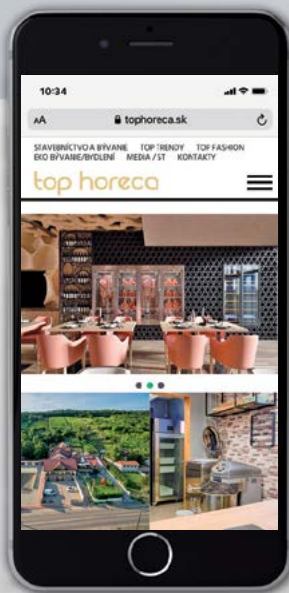 10:34
AA tophoreca.sk
STAVEBNÍCTVO A BÝVANIE TOP TRENDY TOP FASHION
EKO BÝVANIE/BYDLENÍ MEDIA / ST KONTAKTY
top horeca